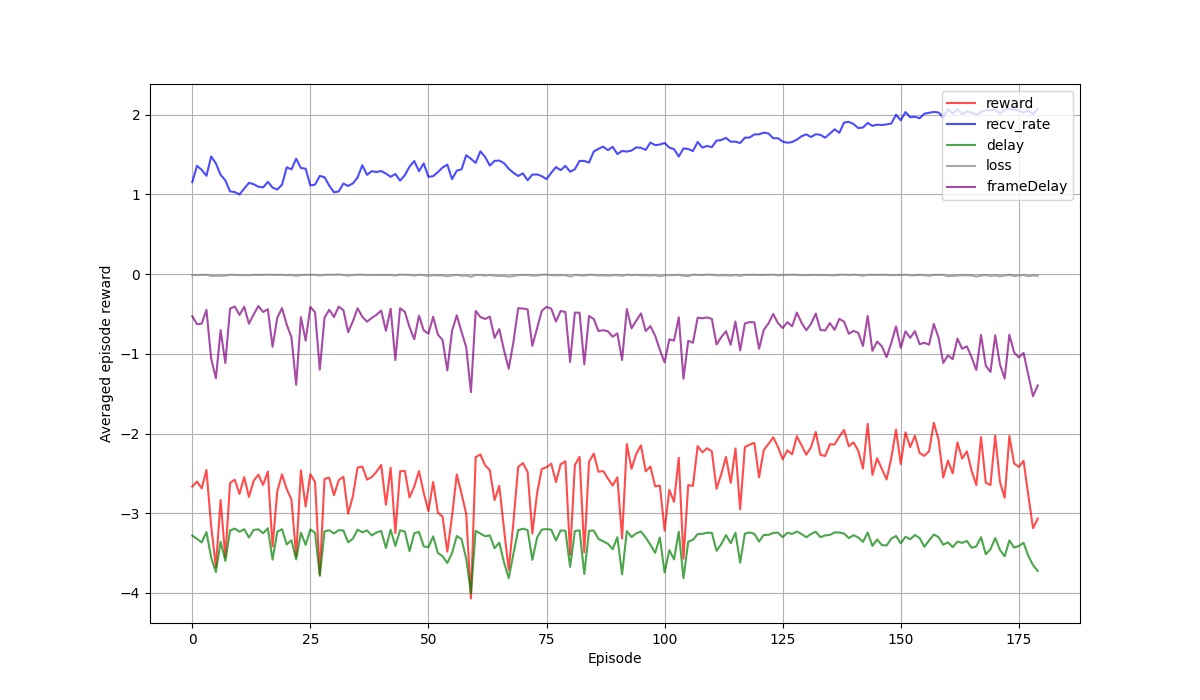 reward
recv_rate
delay
loss
frameDelay
2
1
0
−1
−2
−3
−4
Averaged episode reward
0
25
50
75
100
125
150
175
Episode